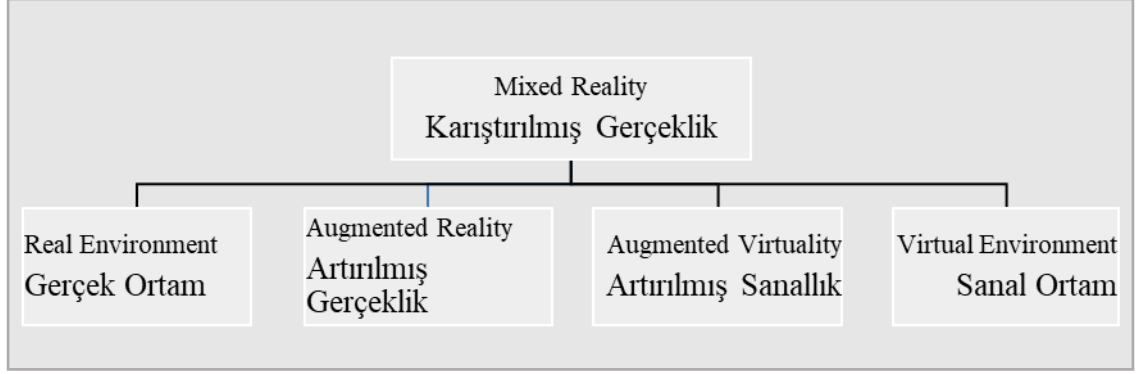 Mixed Reality
Karıştırılmış Gerçeklik
Real Environment
Gerçek Ortam
Augmented Reality
Artırılmış
Gerçeklik
Augmented Virtuality
Artırılmış Sanallık
Virtual Environment
Sanal Ortam